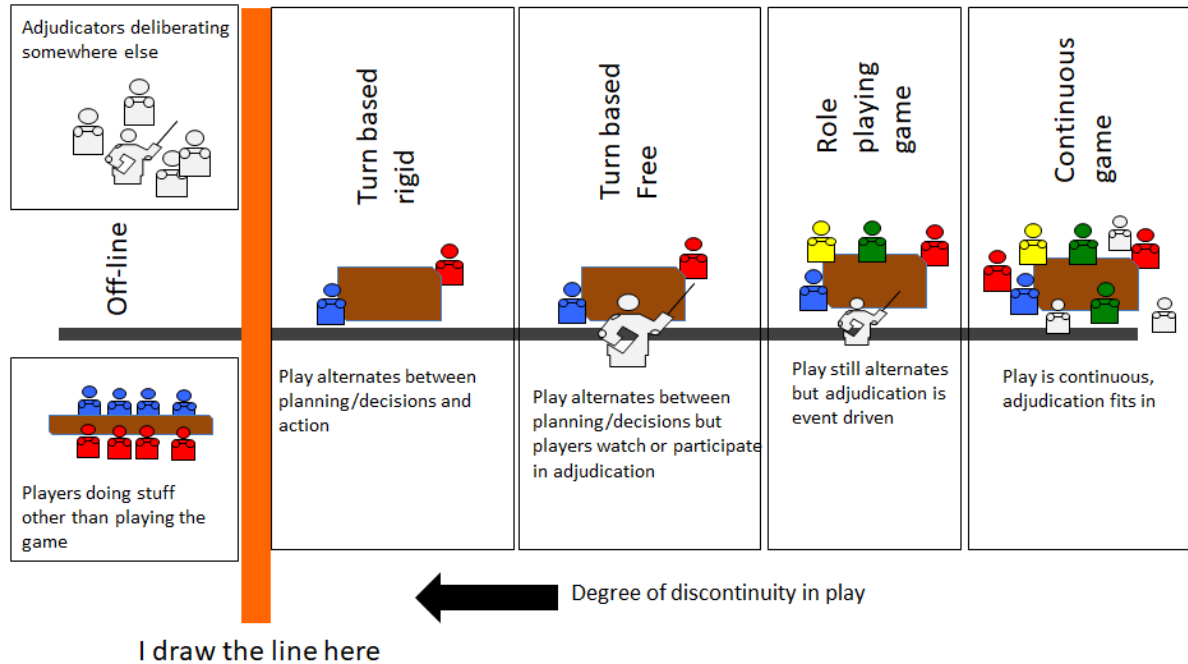 Adjudicators deliberating
somewhere else
Off-line
Players doing stuff
other than playing the
game
Turn based
rigid
Play alternates between
planning/decisions and
action
Turn based
Free
Play alternates between
planning/decisions but
players watch or participate
in adjudication
Role
playing
game
Play still alternates
but adjudication is
event driven
Continuous
game
Play is continuous,
adjudication fits in
Degree of discontinuity in play
I draw the line here